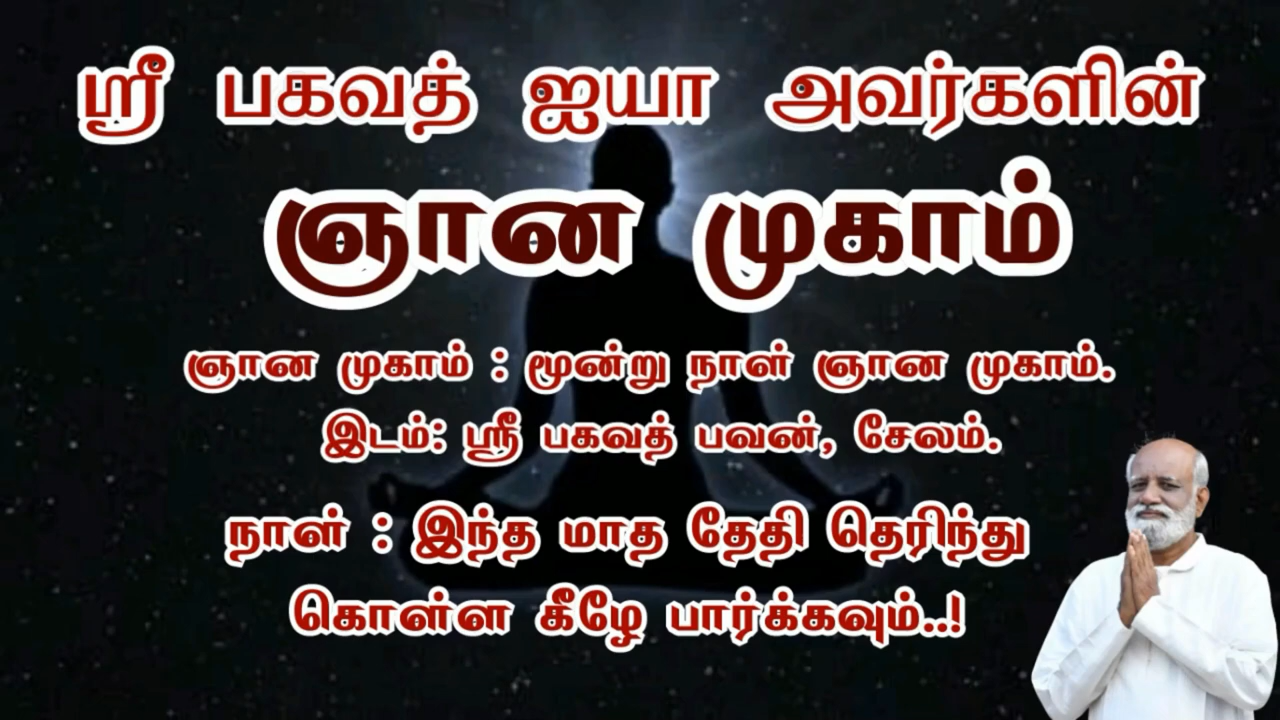 ஸ்ரீ பகவத் ஐயா அவர்களின்
ஞான முகாம்
ஞான முகாம் : மூன்று நாள் ஞான முகாம்.
இடம்: ஸ்ரீ பகவத் பவன், சேலம்.
நாள் : இந்த மாத தேதி தெரிந்து
கொள்ள கீழே பார்க்கவும்..!